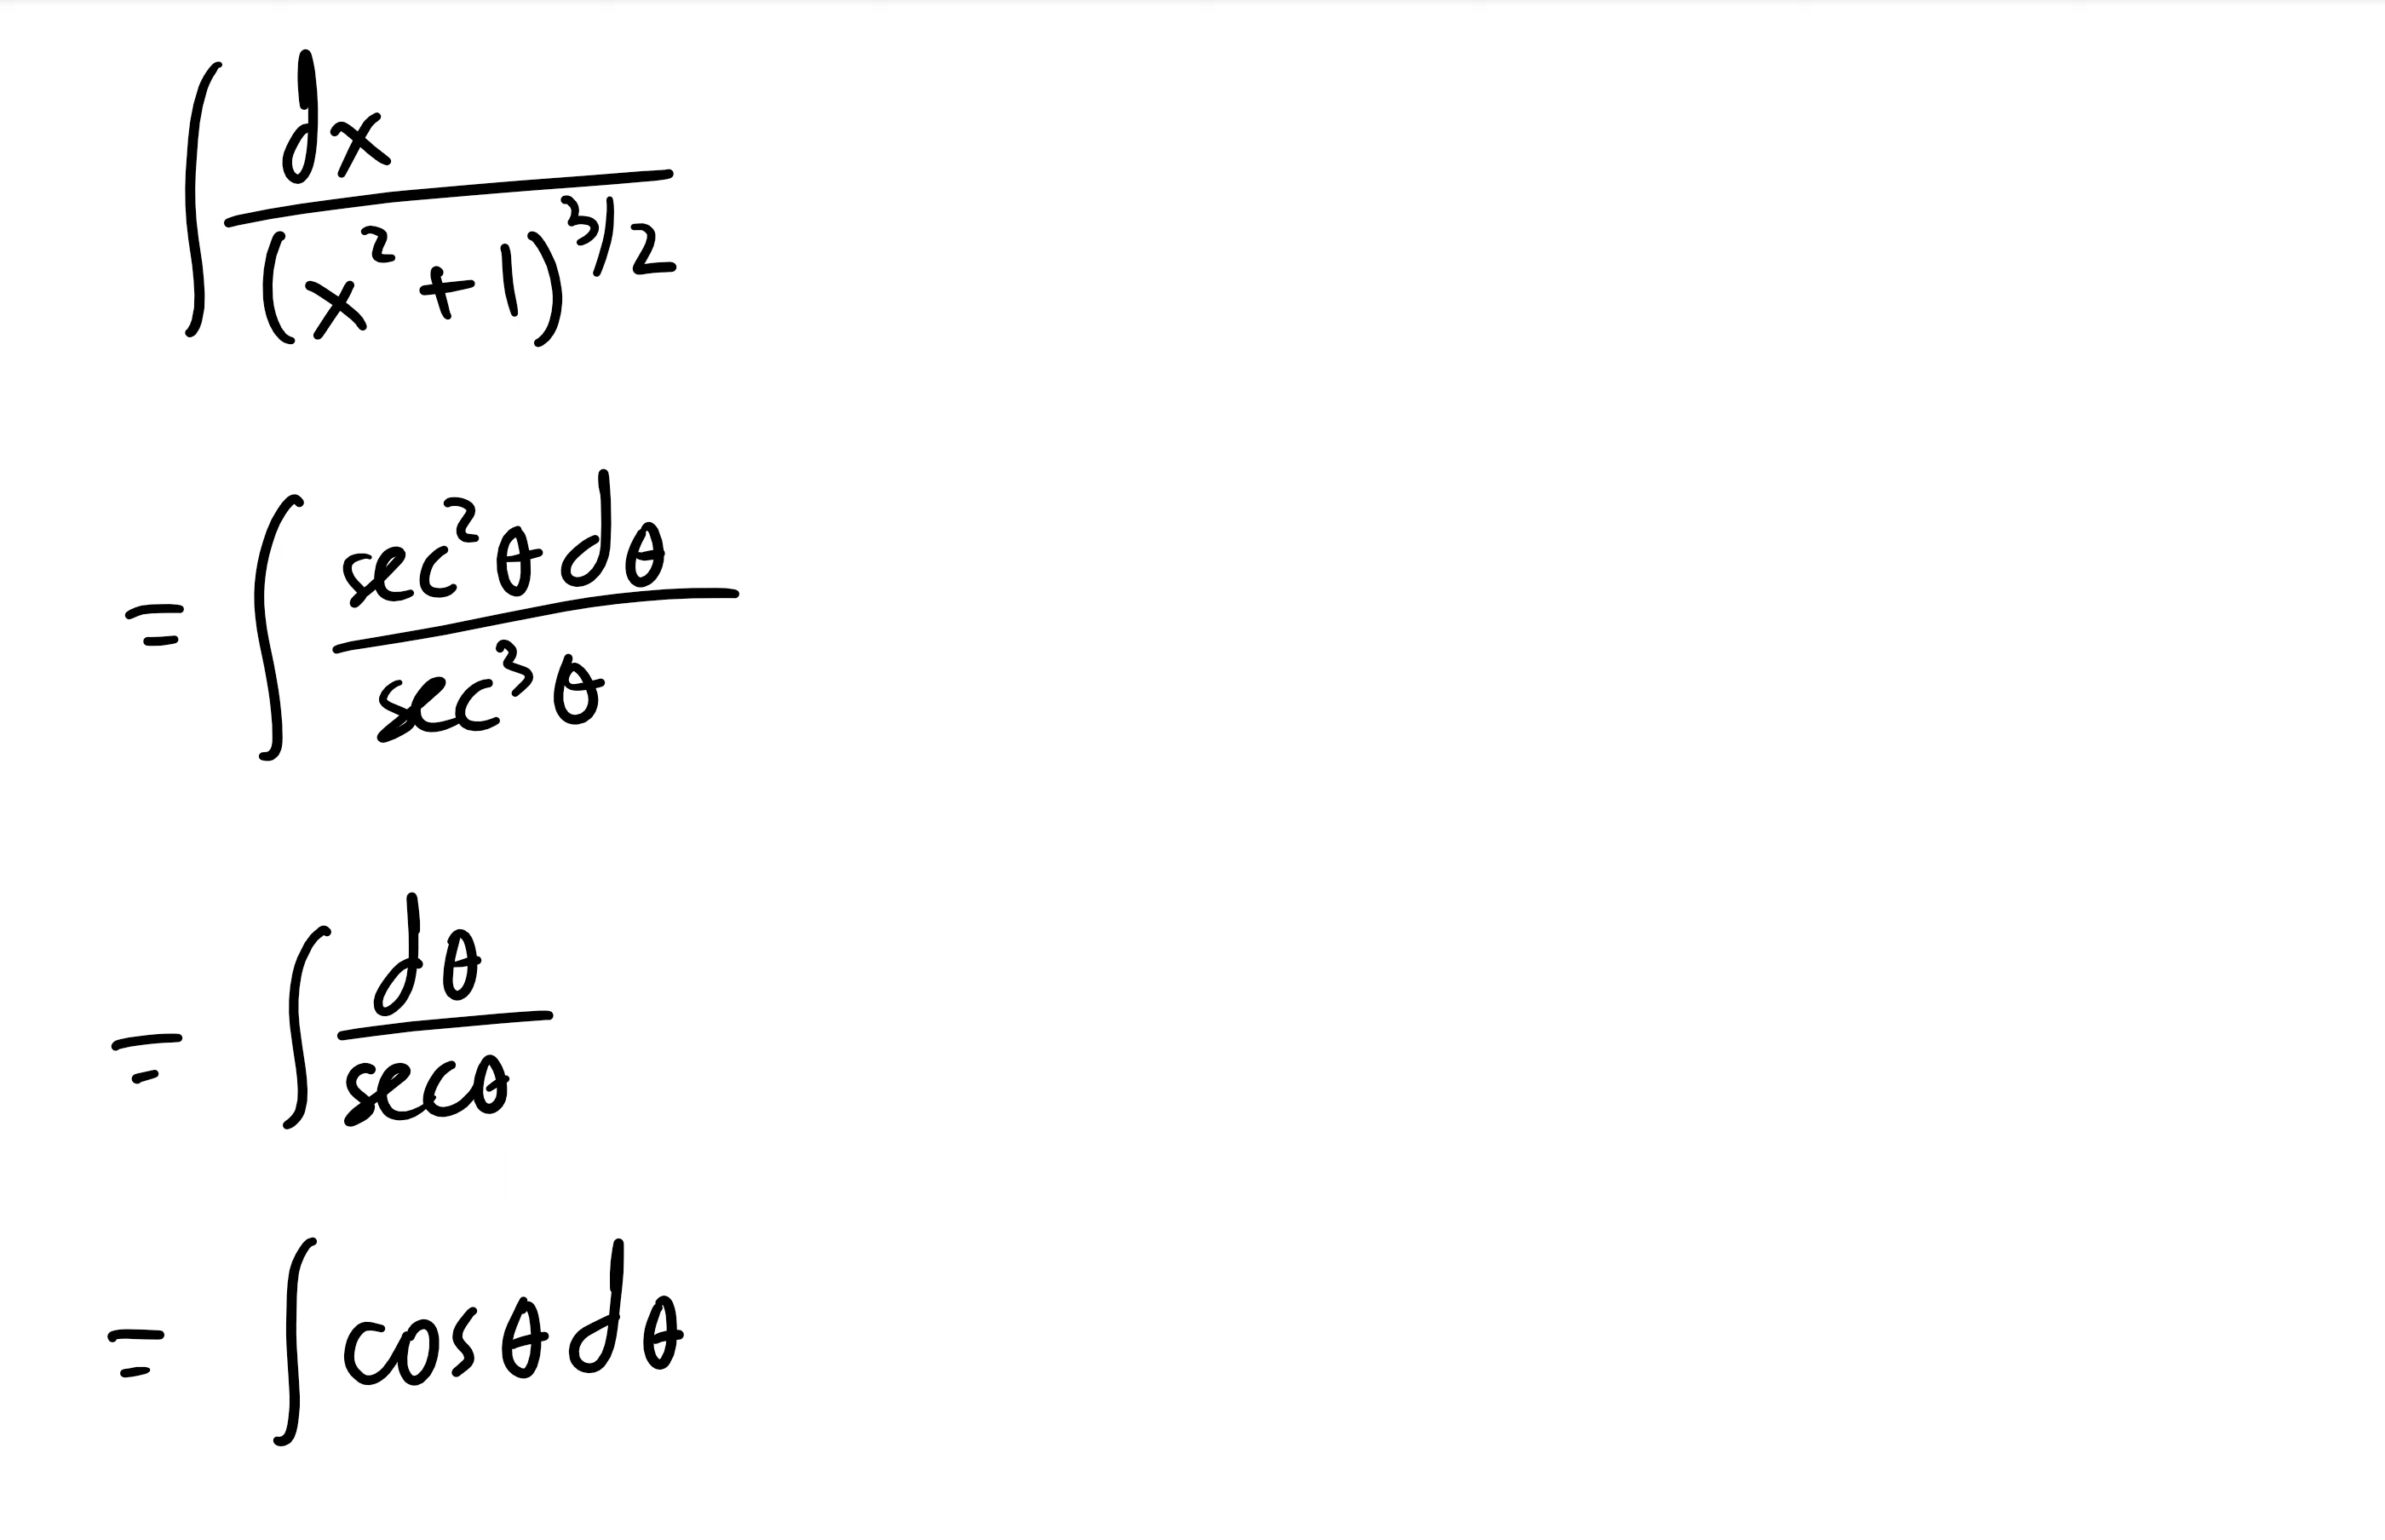 ∫ dx / (x² + 1)^(3/2)
= ∫ sec²θ dθ / sec³θ
= ∫ dθ / secθ
= ∫ cosθ dθ